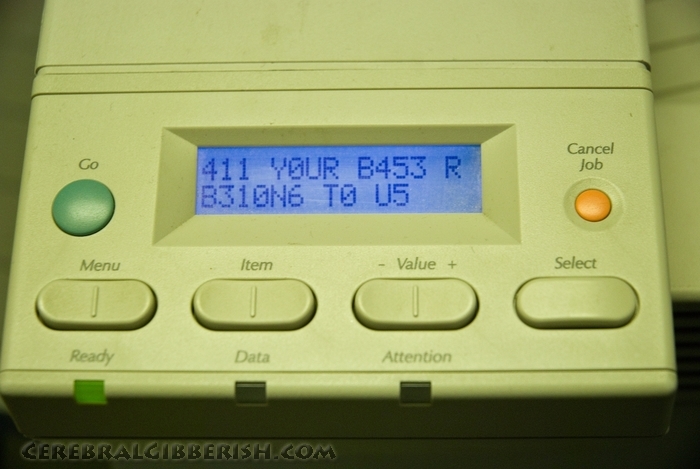 Go
Cancel
Job
411 Y0UR B453 R
B310N6 T0 U5
Menu
Item
- Value +
Select
Ready
Data
Attention
CEREBRALGIBBERISH.COM